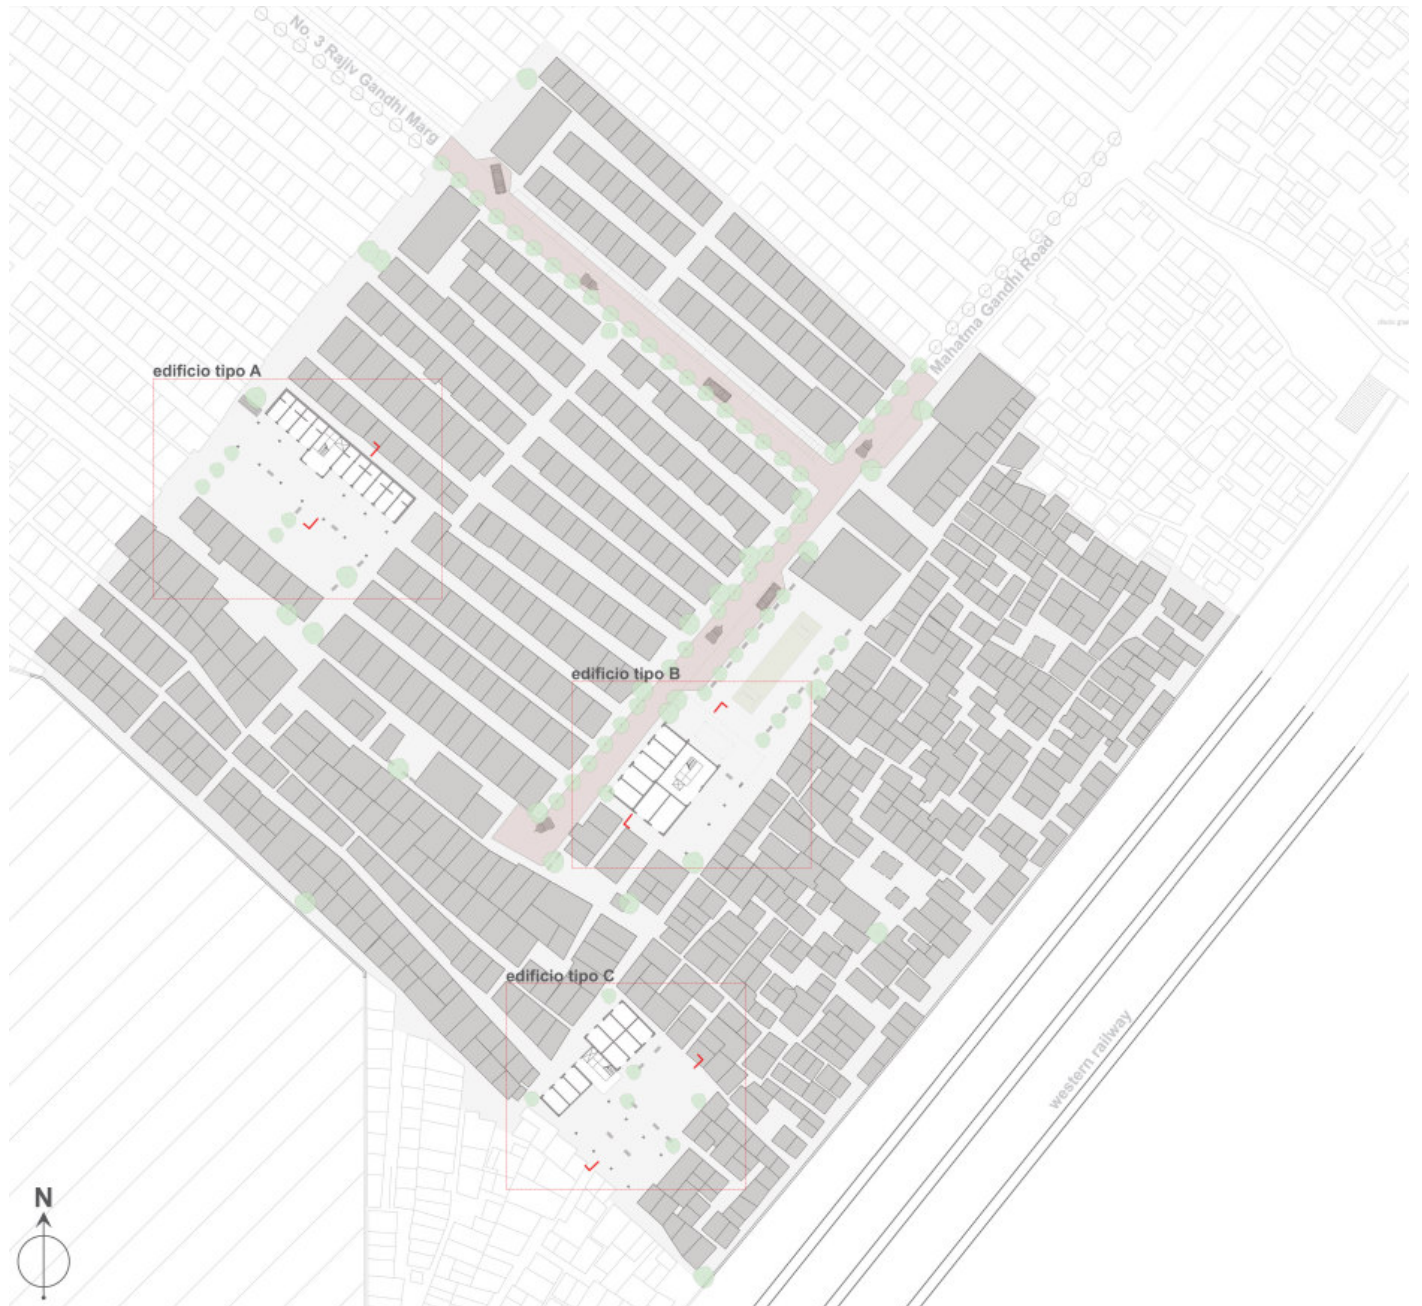 No. 3 Rajiv Gandhi Marg
Mahatma Gandhi Road
edificio tipo A
edificio tipo B
edificio tipo C
western railway
N